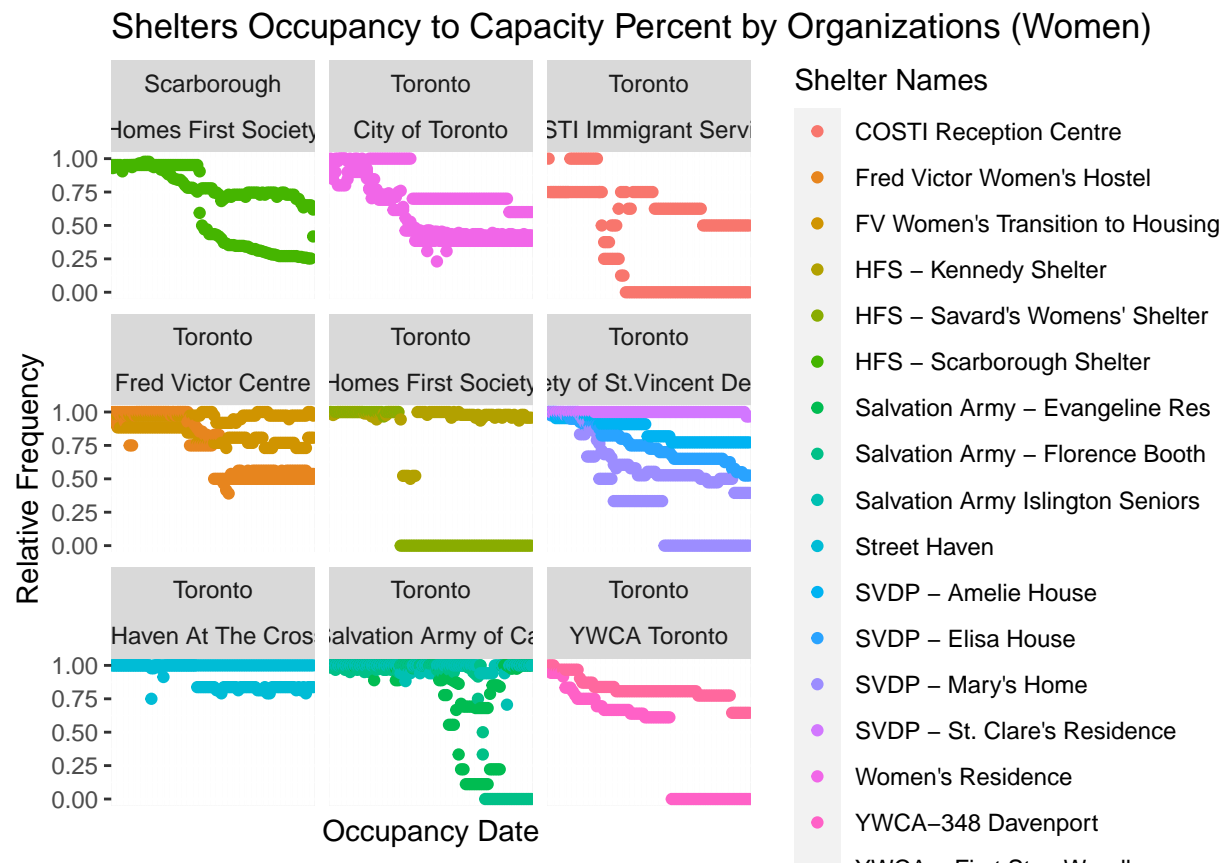 Shelters Occupancy to Capacity Percent by Organizations (Women)
Scarborough
Homes First Society
Toronto
City of Toronto
Toronto
STI Immigrant Servi
1.00
0.75
0.50
0.25
0.00
Toronto
Fred Victor Centre
Toronto
Homes First Society
Toronto
ety of St.Vincent De
1.00
0.75
0.50
0.25
0.00
Toronto
Haven At The Cros
Toronto
Salvation Army of Ca
Toronto
YWCA Toronto
1.00
0.75
0.50
0.25
0.00
Relative Frequency
Occupancy Date
Shelter Names
COSTI Reception Centre
Fred Victor Women's Hostel
FV Women's Transition to Housing
HFS − Kennedy Shelter
HFS − Savard's Womens' Shelter
HFS − Scarborough Shelter
Salvation Army − Evangeline Res
Salvation Army − Florence Booth
Salvation Army Islington Seniors
Street Haven
SVDP − Amelie House
SVDP − Elisa House
SVDP − Mary's Home
SVDP − St. Clare's Residence
Women's Residence
YWCA−348 Davenport
YWCA − First Stop